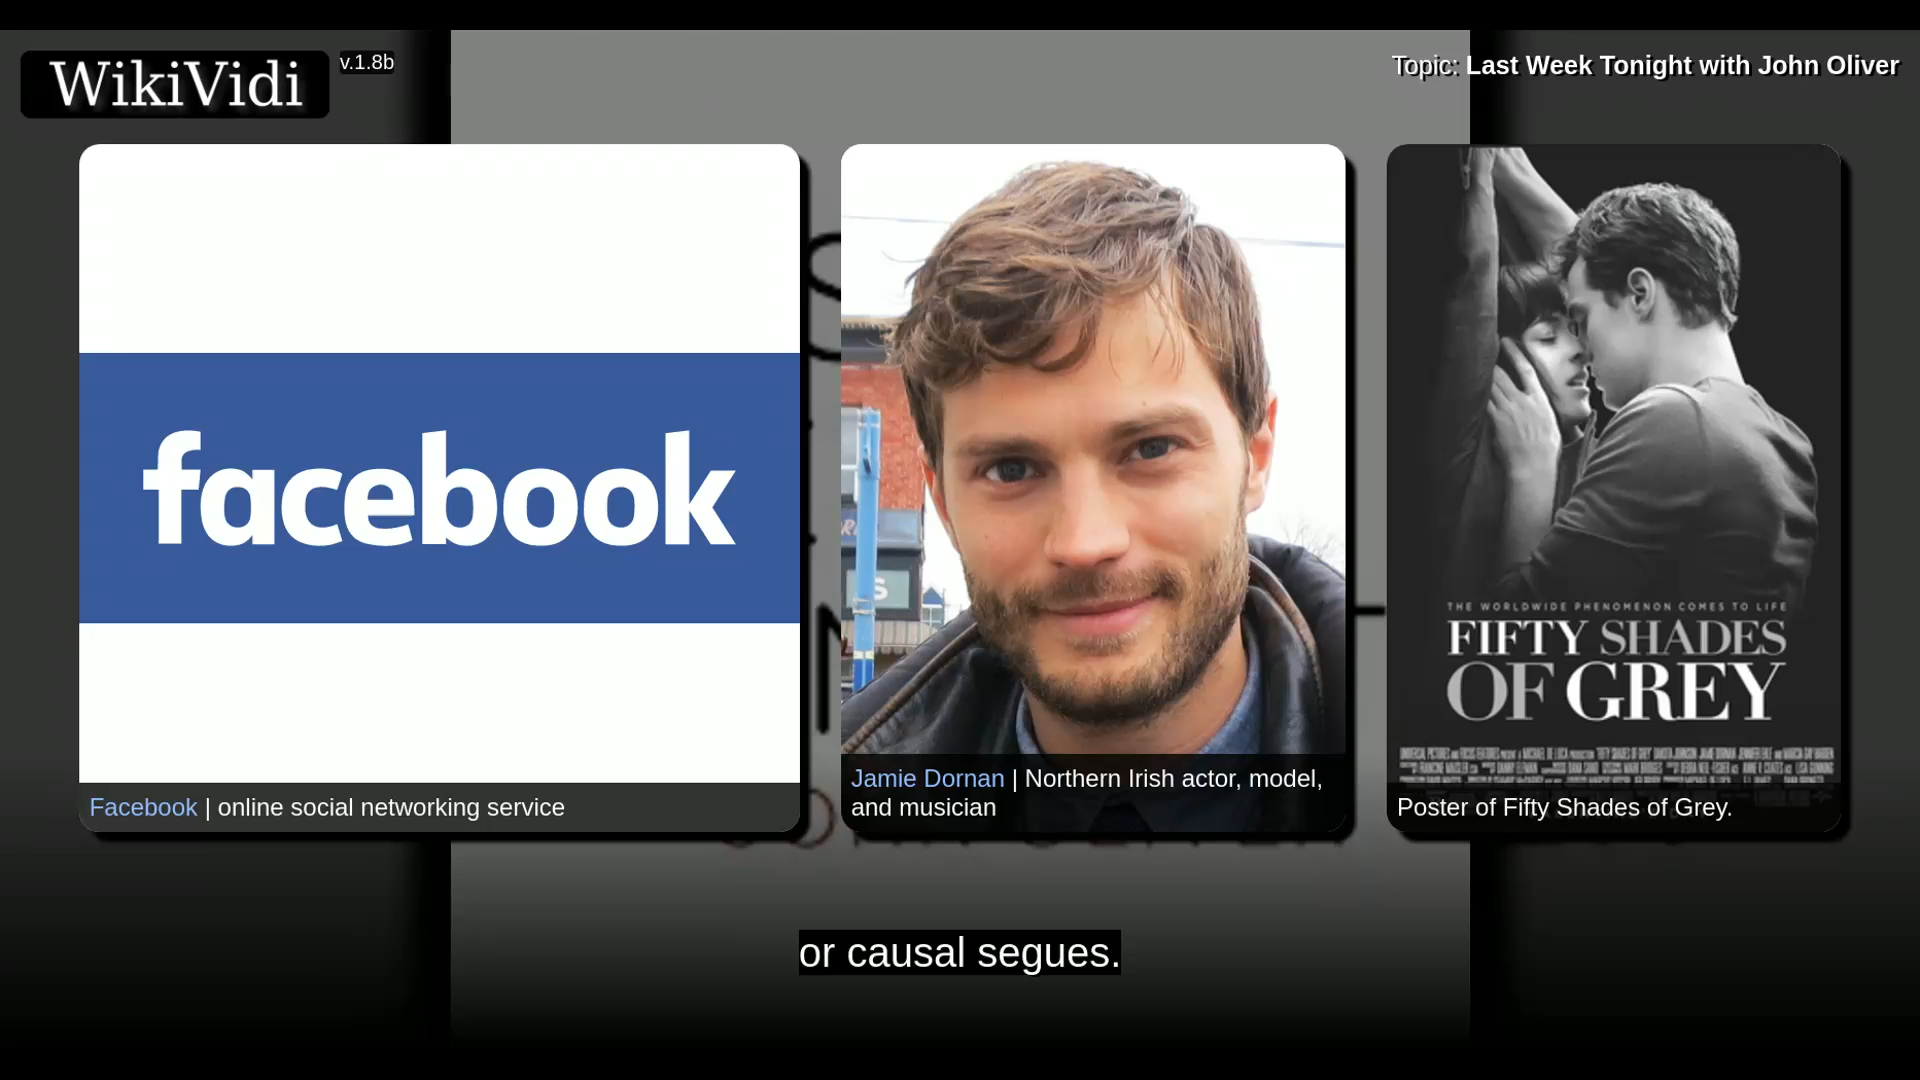 WikiVidi
v.1.8b
Topic: Last Week Tonight with John Oliver
facebook
Facebook | online social networking service
Jamie Dornan | Northern Irish actor, model,
and musician
THE WORLDWIDE PHENOMENON COMES TO LIFE
FIFTY SHADES
OF GREY
Poster of Fifty Shades of Grey.
or causal segues.